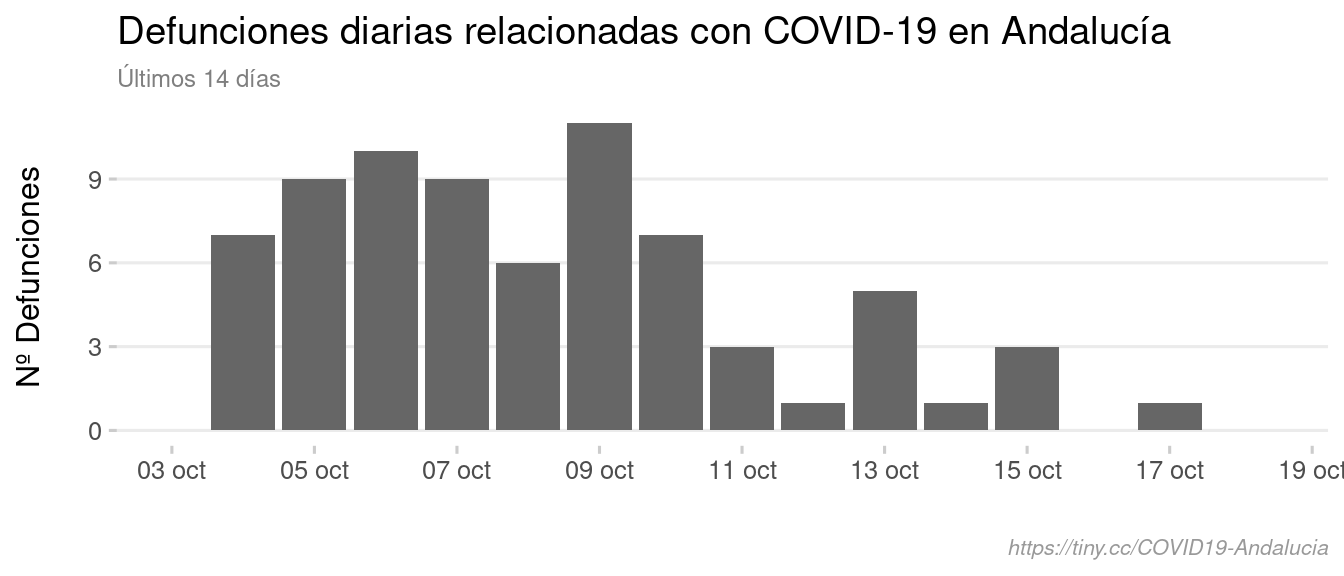 Defunciones diarias relacionadas con COVID-19 en Andalucía
Últimos 14 días
Nº Defunciones
9
6
3
0
03 oct 05 oct 07 oct 09 oct 11 oct 13 oct 15 oct 17 oct 19 oct
https://tiny.cc/COVID19-Andalucia